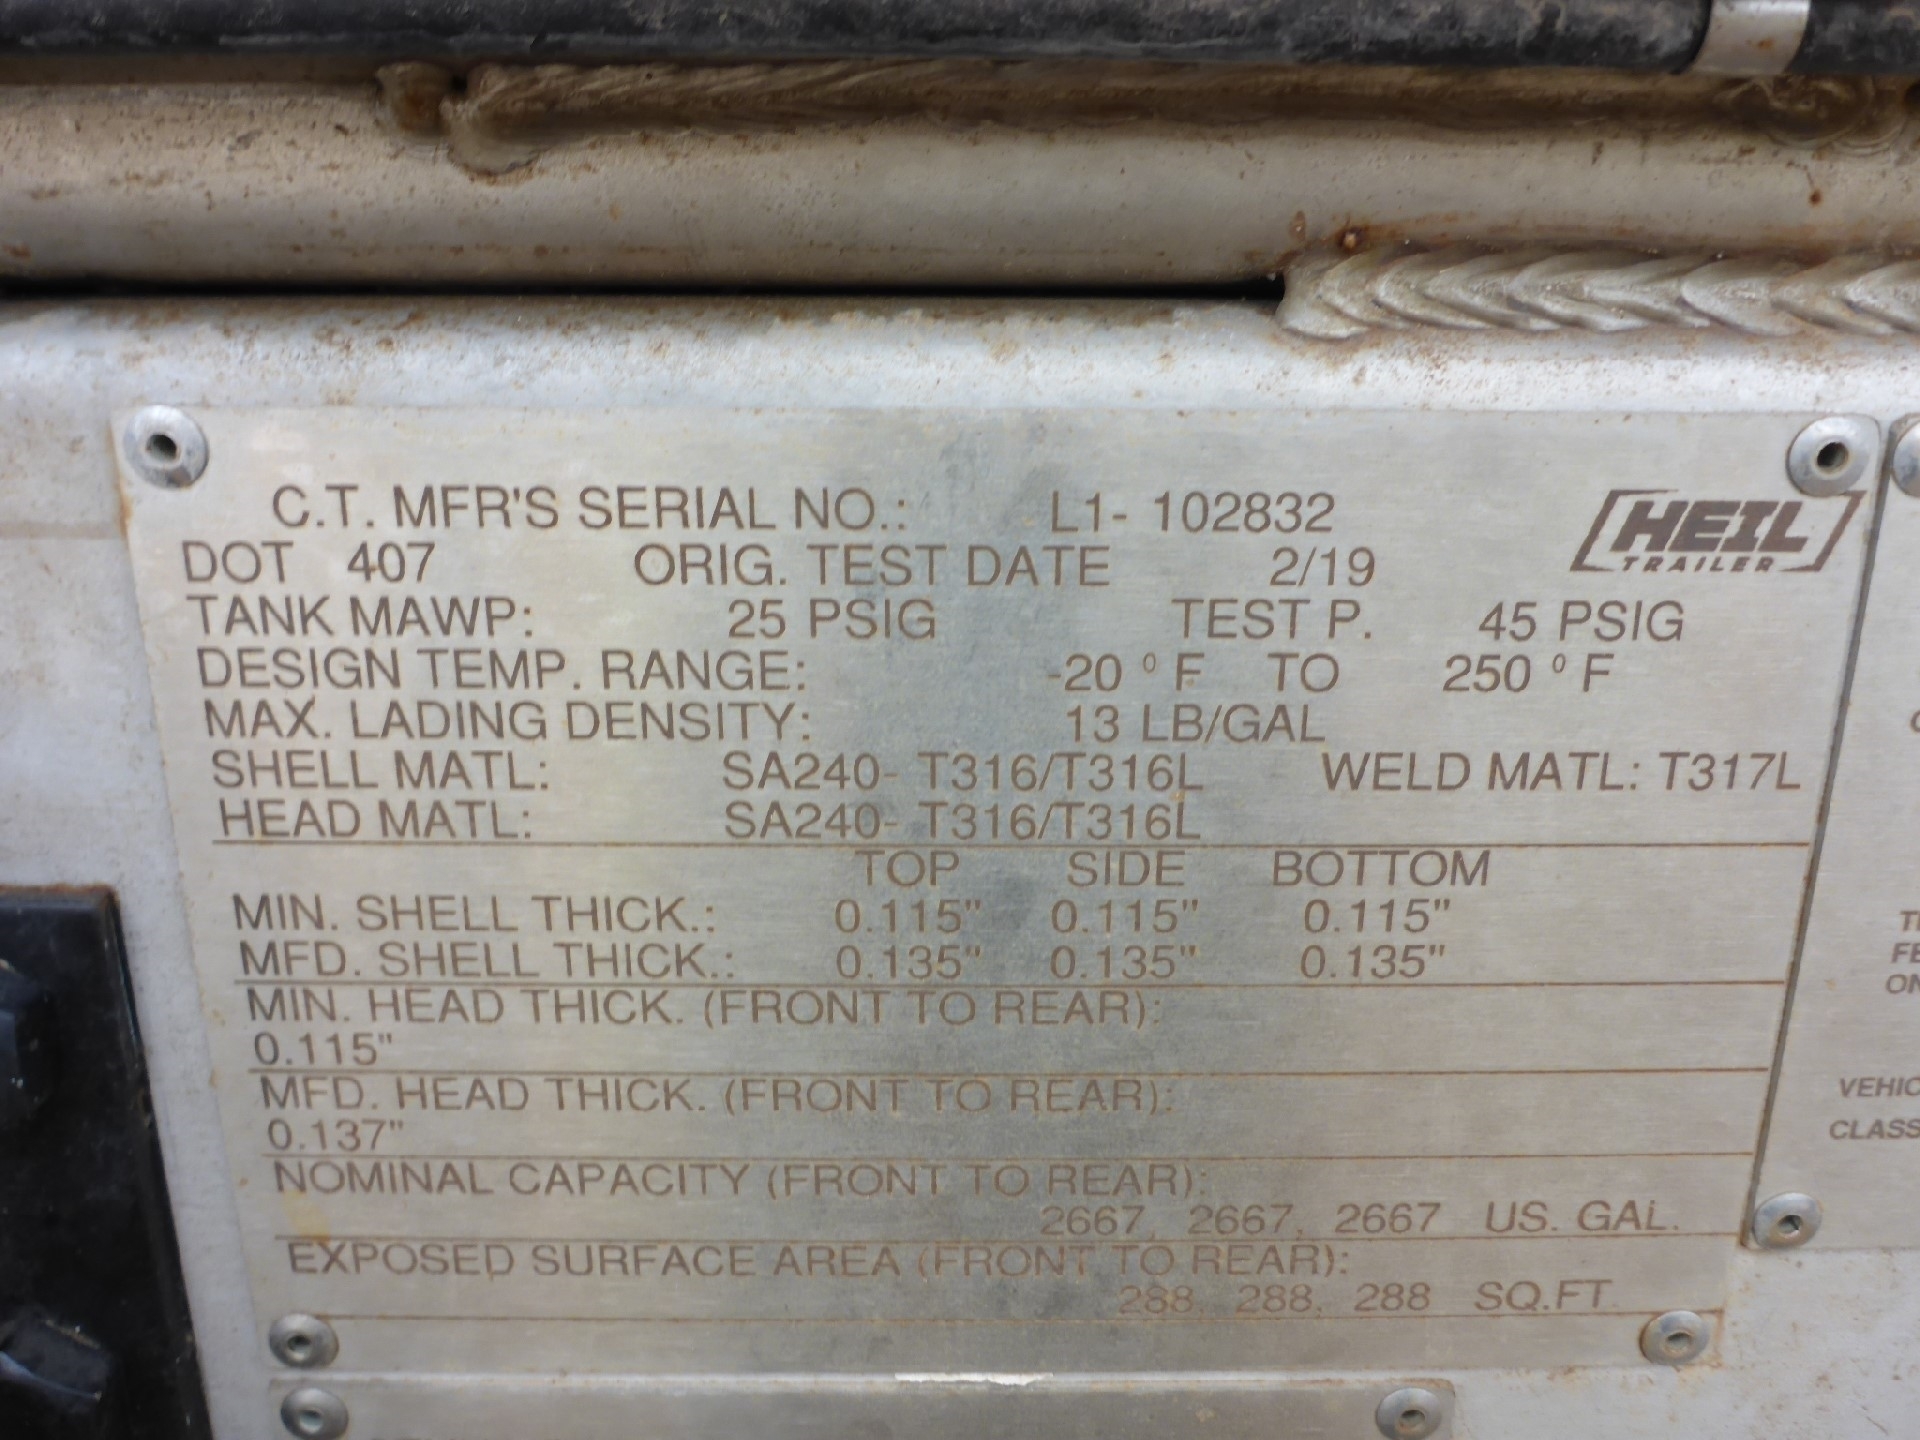 C.T. MFR'S SERIAL NO.: L1- 102832
HEIL
TRAILER
DOT 407 ORIG. TEST DATE 2/19
TANK MAWP: 25 PSIG TEST P. 45 PSIG
DESIGN TEMP. RANGE: -20 º F TO 250 º F
MAX. LADING DENSITY: 13 LB/GAL
SHELL MATL: SA240- T316/T316L WELD MATL: T317L
HEAD MATL: SA240- T316/T316L
TOP SIDE BOTTOM
MIN. SHELL THICK.: 0.115" 0.115" 0.115"
MFD. SHELL THICK.: 0.135" 0.135" 0.135"
MIN. HEAD THICK. (FRONT TO REAR):
0.115"
MFD. HEAD THICK. (FRONT TO REAR):
0.137"
NOMINAL CAPACITY (FRONT TO REAR):
2667, 2667, 2667 US. GAL.
EXPOSED SURFACE AREA (FRONT TO REAR):
288, 288, 288 SQ.FT.
ON
CLASS